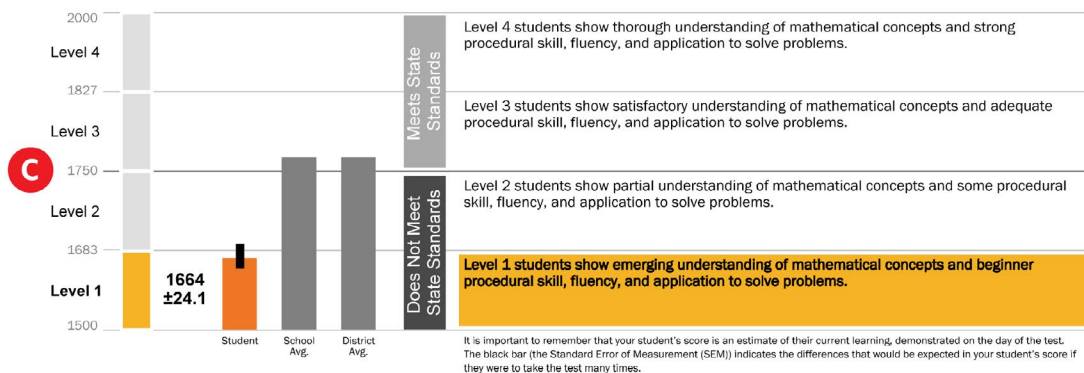 2000
Level 4
1827
Level 3
C
1750
Level 2
1683
Level 1
1500
1664
±24.1
Student
School
Avg.
District
Avg.
Meets State
Standards
Does Not Meet
State Standards
Level 4 students show thorough understanding of mathematical concepts and strong
procedural skill, fluency, and application to solve problems.
Level 3 students show satisfactory understanding of mathematical concepts and adequate
procedural skill, fluency, and application to solve problems.
Level 2 students show partial understanding of mathematical concepts and some procedural
skill, fluency, and application to solve problems.
Level 1 students show emerging understanding of mathematical concepts and beginner
procedural skill, fluency, and application to solve problems.
It is important to remember that your student's score is an estimate of their current learning, demonstrated on the day of the test.
The black bar (the Standard Error of Measurement (SEM)) indicates the differences that would be expected in your student's score if
they were to take the test many times.